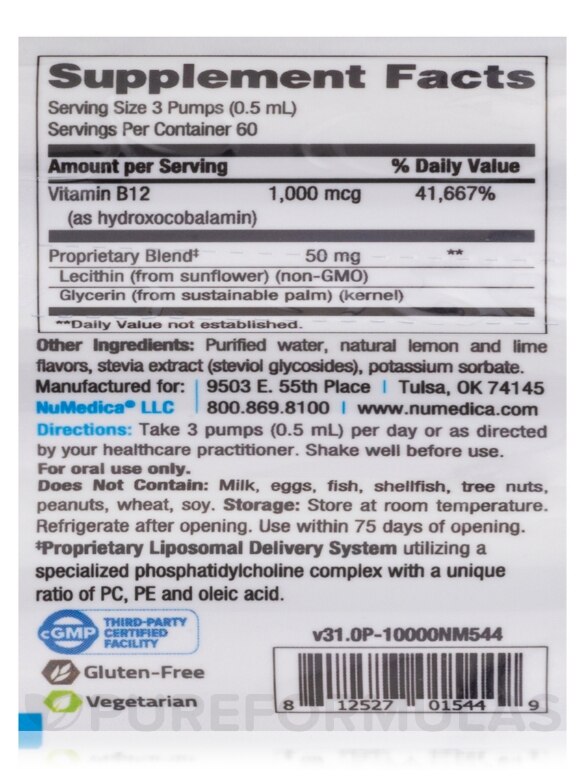 Supplement Facts
Serving Size 3 Pumps (0.5 mL)
Servings Per Container 60
Amount per Serving % Daily Value
Vitamin B12 1,000 mcg 41,667%
(as hydroxocobalamin)
Proprietary Blend‡ 50 mg **
Lecithin (from sunflower) (non-GMO)
Glycerin (from sustainable palm) (kernel)
**Daily Value not established.
Other Ingredients: Purified water, natural lemon and lime
flavors, stevia extract (steviol glycosides), potassium sorbate.
Manufactured for: | 9503 E. 55th Place | Tulsa, OK 74145
NuMedica® LLC | 800.869.8100 | www.numedica.com
Directions: Take 3 pumps (0.5 mL) per day or as directed
by your healthcare practitioner. Shake well before use.
For oral use only.
Does Not Contain: Milk, eggs, fish, shellfish, tree nuts,
peanuts, wheat, soy. Storage: Store at room temperature.
Refrigerate after opening. Use within 75 days of opening.
‡Proprietary Liposomal Delivery System utilizing a
specialized phosphatidylcholine complex with a unique
ratio of PC, PE and oleic acid.
cGMP THIRD-PARTY
CERTIFIED
FACILITY
Gluten-Free
Vegetarian
v31.0P-10000NM544
8 12527 01544 9
PUREFORMULAS